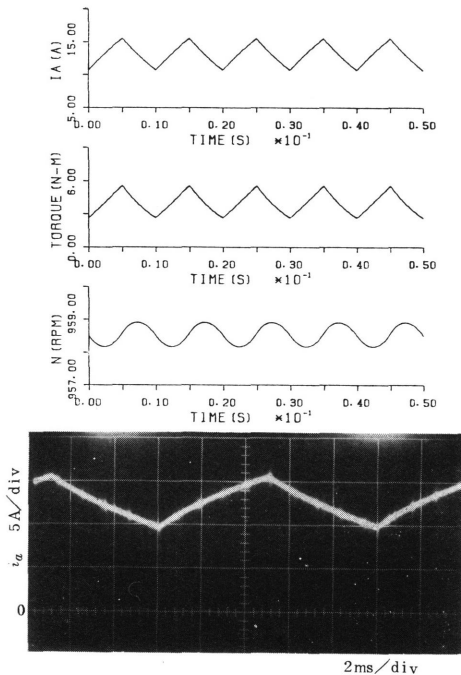 IA(A)
15.00
5.00
0.00 0.10 0.20 0.30 0.40 0.50
TIME(S) *10⁻¹
TORQUE(N-M)
6.00
0.00
0.00 0.10 0.20 0.30 0.40 0.50
TIME(S) *10⁻¹
N(RPM)
959.00
957.00
0.00 0.10 0.20 0.30 0.40 0.50
TIME(S) *10⁻¹
iₐ 5A/div
0
2ms/div